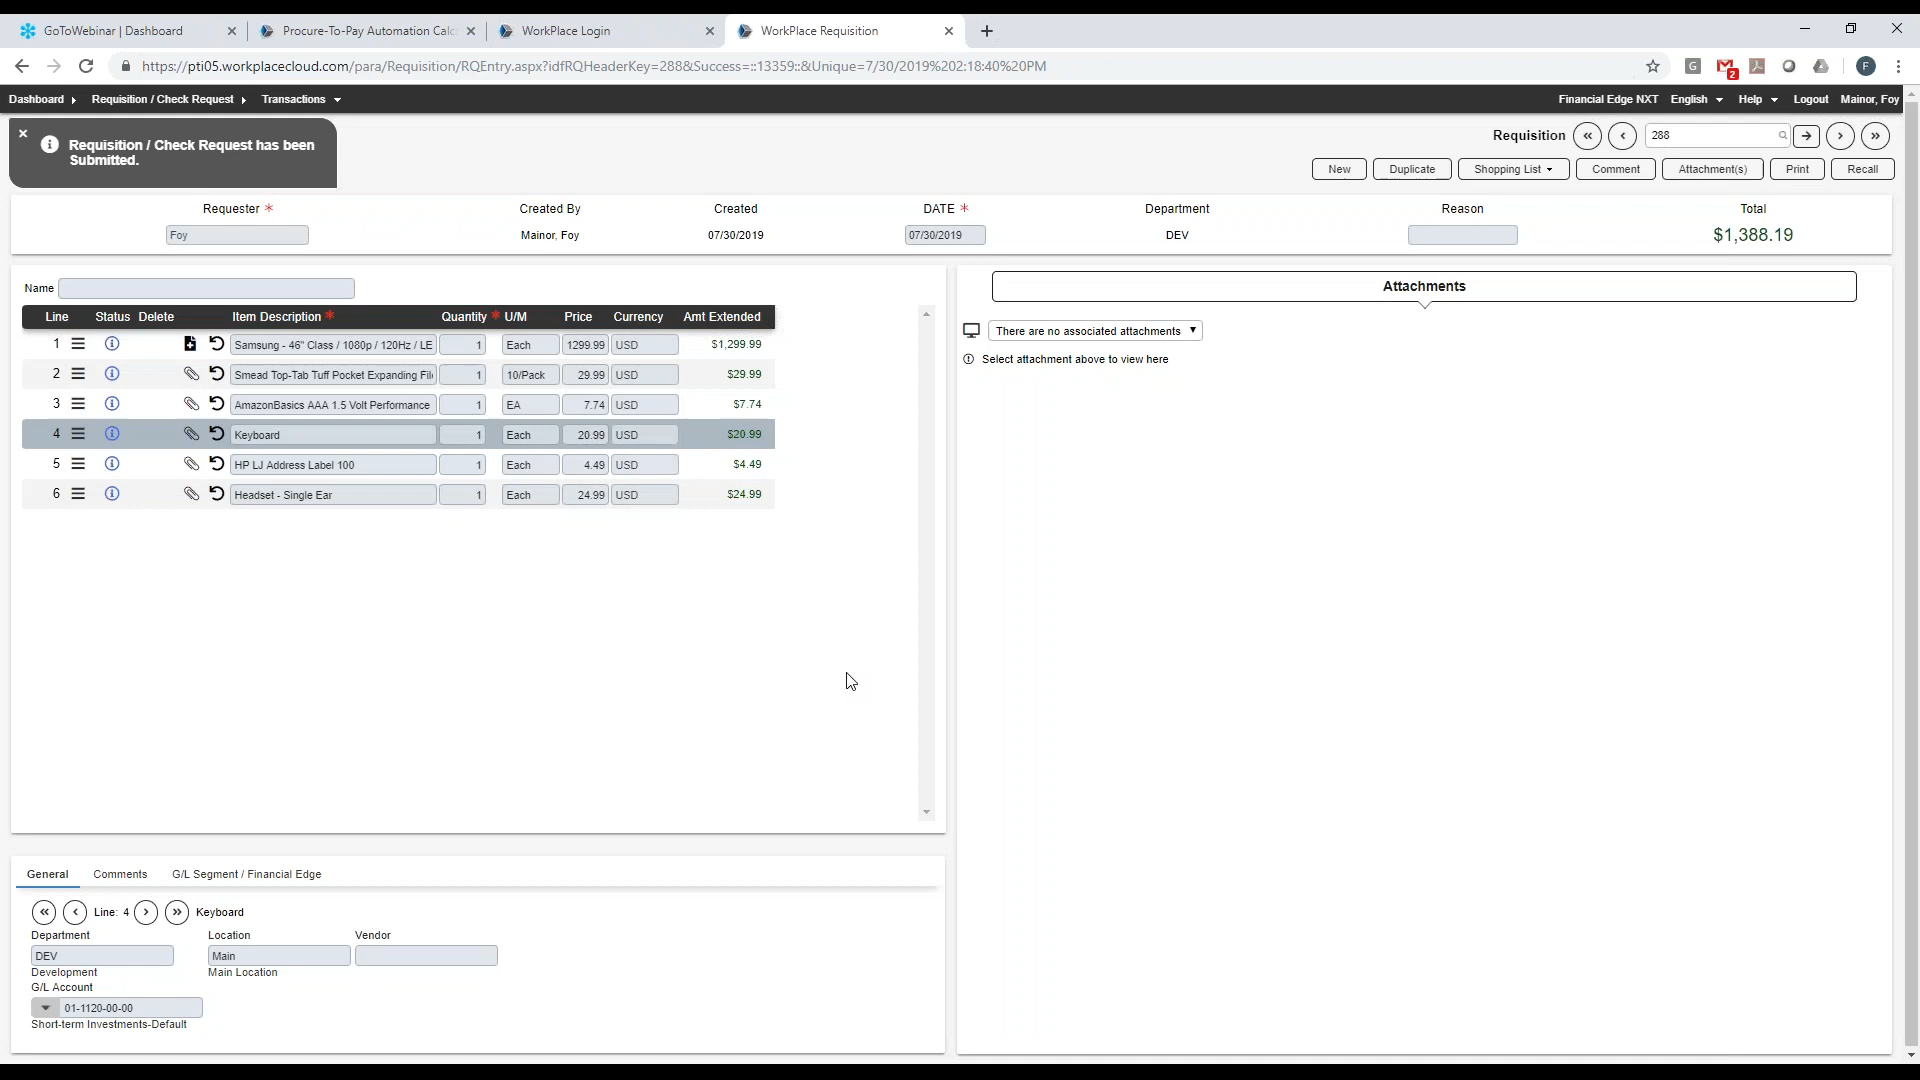 GoToWebinar | Dashboard
Procure-To-Pay Automation Calc
WorkPlace Login
WorkPlace Requisition
https://pti05.workplacecloud.com/para/Requisition/RQEntry.aspx?idfRQHeaderKey=288&Success=::13359::&Unique=7/30/2019%202:18:40%20PM
G
2
F
Dashboard
Requisition / Check Request
Transactions
Financial Edge NXT
English
Help
Logout
Mainor, Foy
Requisition / Check Request has been
Submitted.
Requisition
288
New
Duplicate
Shopping List
Comment
Attachment(s)
Print
Recall
Requester *
Created By
Created
DATE *
Department
Reason
Total
Foy
Mainor, Foy
07/30/2019
07/30/2019
DEV
$1,388.19
Name
Line Status Delete Item Description * Quantity * U/M Price Currency Amt Extended
1 Samsung - 46" Class / 1080p / 120Hz / LE 1 Each 1299.99 USD $1,299.99
2 Smead Top-Tab Tuff Pocket Expanding Fil 1 10/Pack 29.99 USD $29.99
3 AmazonBasics AAA 1.5 Volt Performance 1 EA 7.74 USD $7.74
4 Keyboard 1 Each 20.99 USD $20.99
5 HP LJ Address Label 100 1 Each 4.49 USD $4.49
6 Headset - Single Ear 1 Each 24.99 USD $24.99
Attachments
There are no associated attachments
Select attachment above to view here
General
Comments
G/L Segment / Financial Edge
Line: 4
Keyboard
Department
Location
Vendor
DEV
Main
Development
Main Location
G/L Account
01-1120-00-00
Short-term Investments-Default